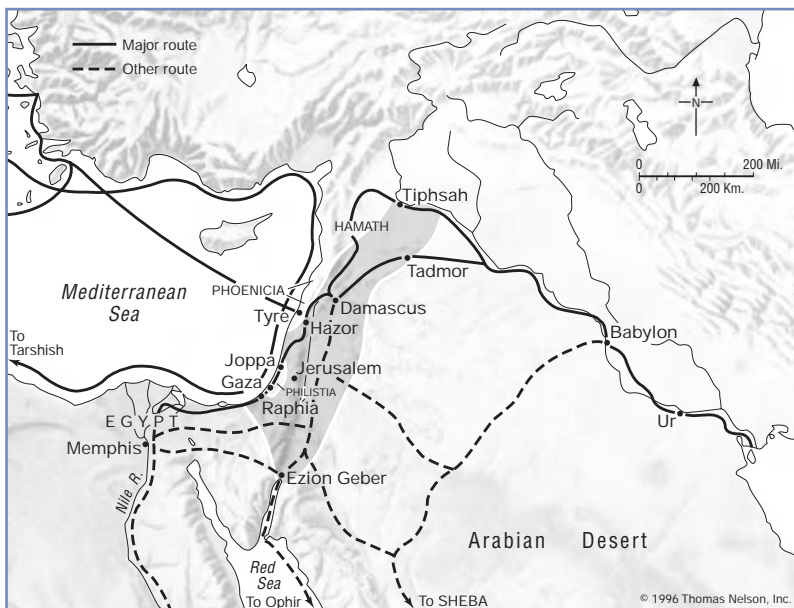 Major route
Other route
N
0 200 Mi.
0 200 Km.
Tiphsah
HAMATH
Tadmor
PHOENICIA
Mediterranean
Sea
Damascus
Tyre
Hazor
Babylon
To
Tarshish
Joppa
Jerusalem
Gaza
PHILISTIA
Raphia
EGYPT
Ur
Memphis
Ezion Geber
Nile R.
Arabian Desert
Red
Sea
To Ophir
To SHEBA
© 1996 Thomas Nelson, Inc.